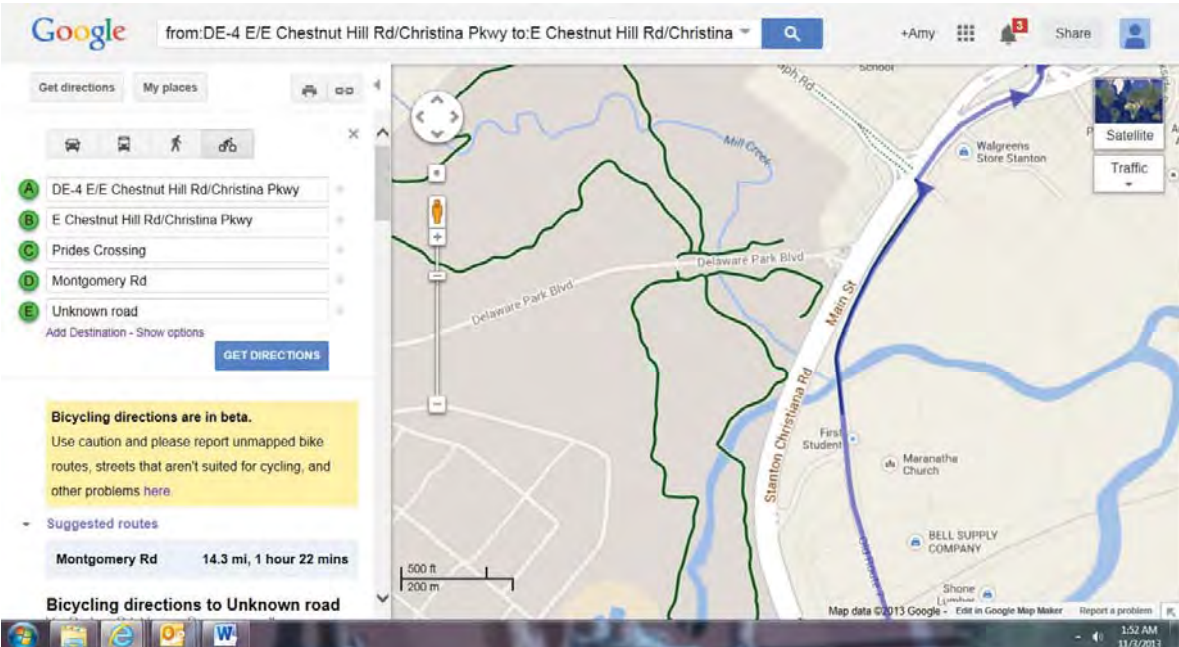 Google
from:DE-4 E/E Chestnut Hill Rd/Christina Pkwy to:E Chestnut Hill Rd/Christina
+Amy
3
Share
Get directions
My places
A DE-4 E/E Chestnut Hill Rd/Christina Pkwy
B E Chestnut Hill Rd/Christina Pkwy
C Prides Crossing
D Montgomery Rd
E Unknown road
Add Destination - Show options
GET DIRECTIONS
Bicycling directions are in beta.
Use caution and please report unmapped bike
routes, streets that aren't suited for cycling, and
other problems here
Suggested routes
Montgomery Rd 14.3 mi, 1 hour 22 mins
Bicycling directions to Unknown road
School
Mill Creek
Walgreens
Store Stanton
Satellite
Traffic
Delaware Park Blvd
Delaware Park Blvd
Main St
Stanton Christiana Rd
First
Student
Maranatha
Church
BELL SUPPLY
COMPANY
Shone
500 ft
200 m
Map data ©2013 Google -
Edit in Google Map Maker
Report a problem
W
1:52 AM
11/3/2013